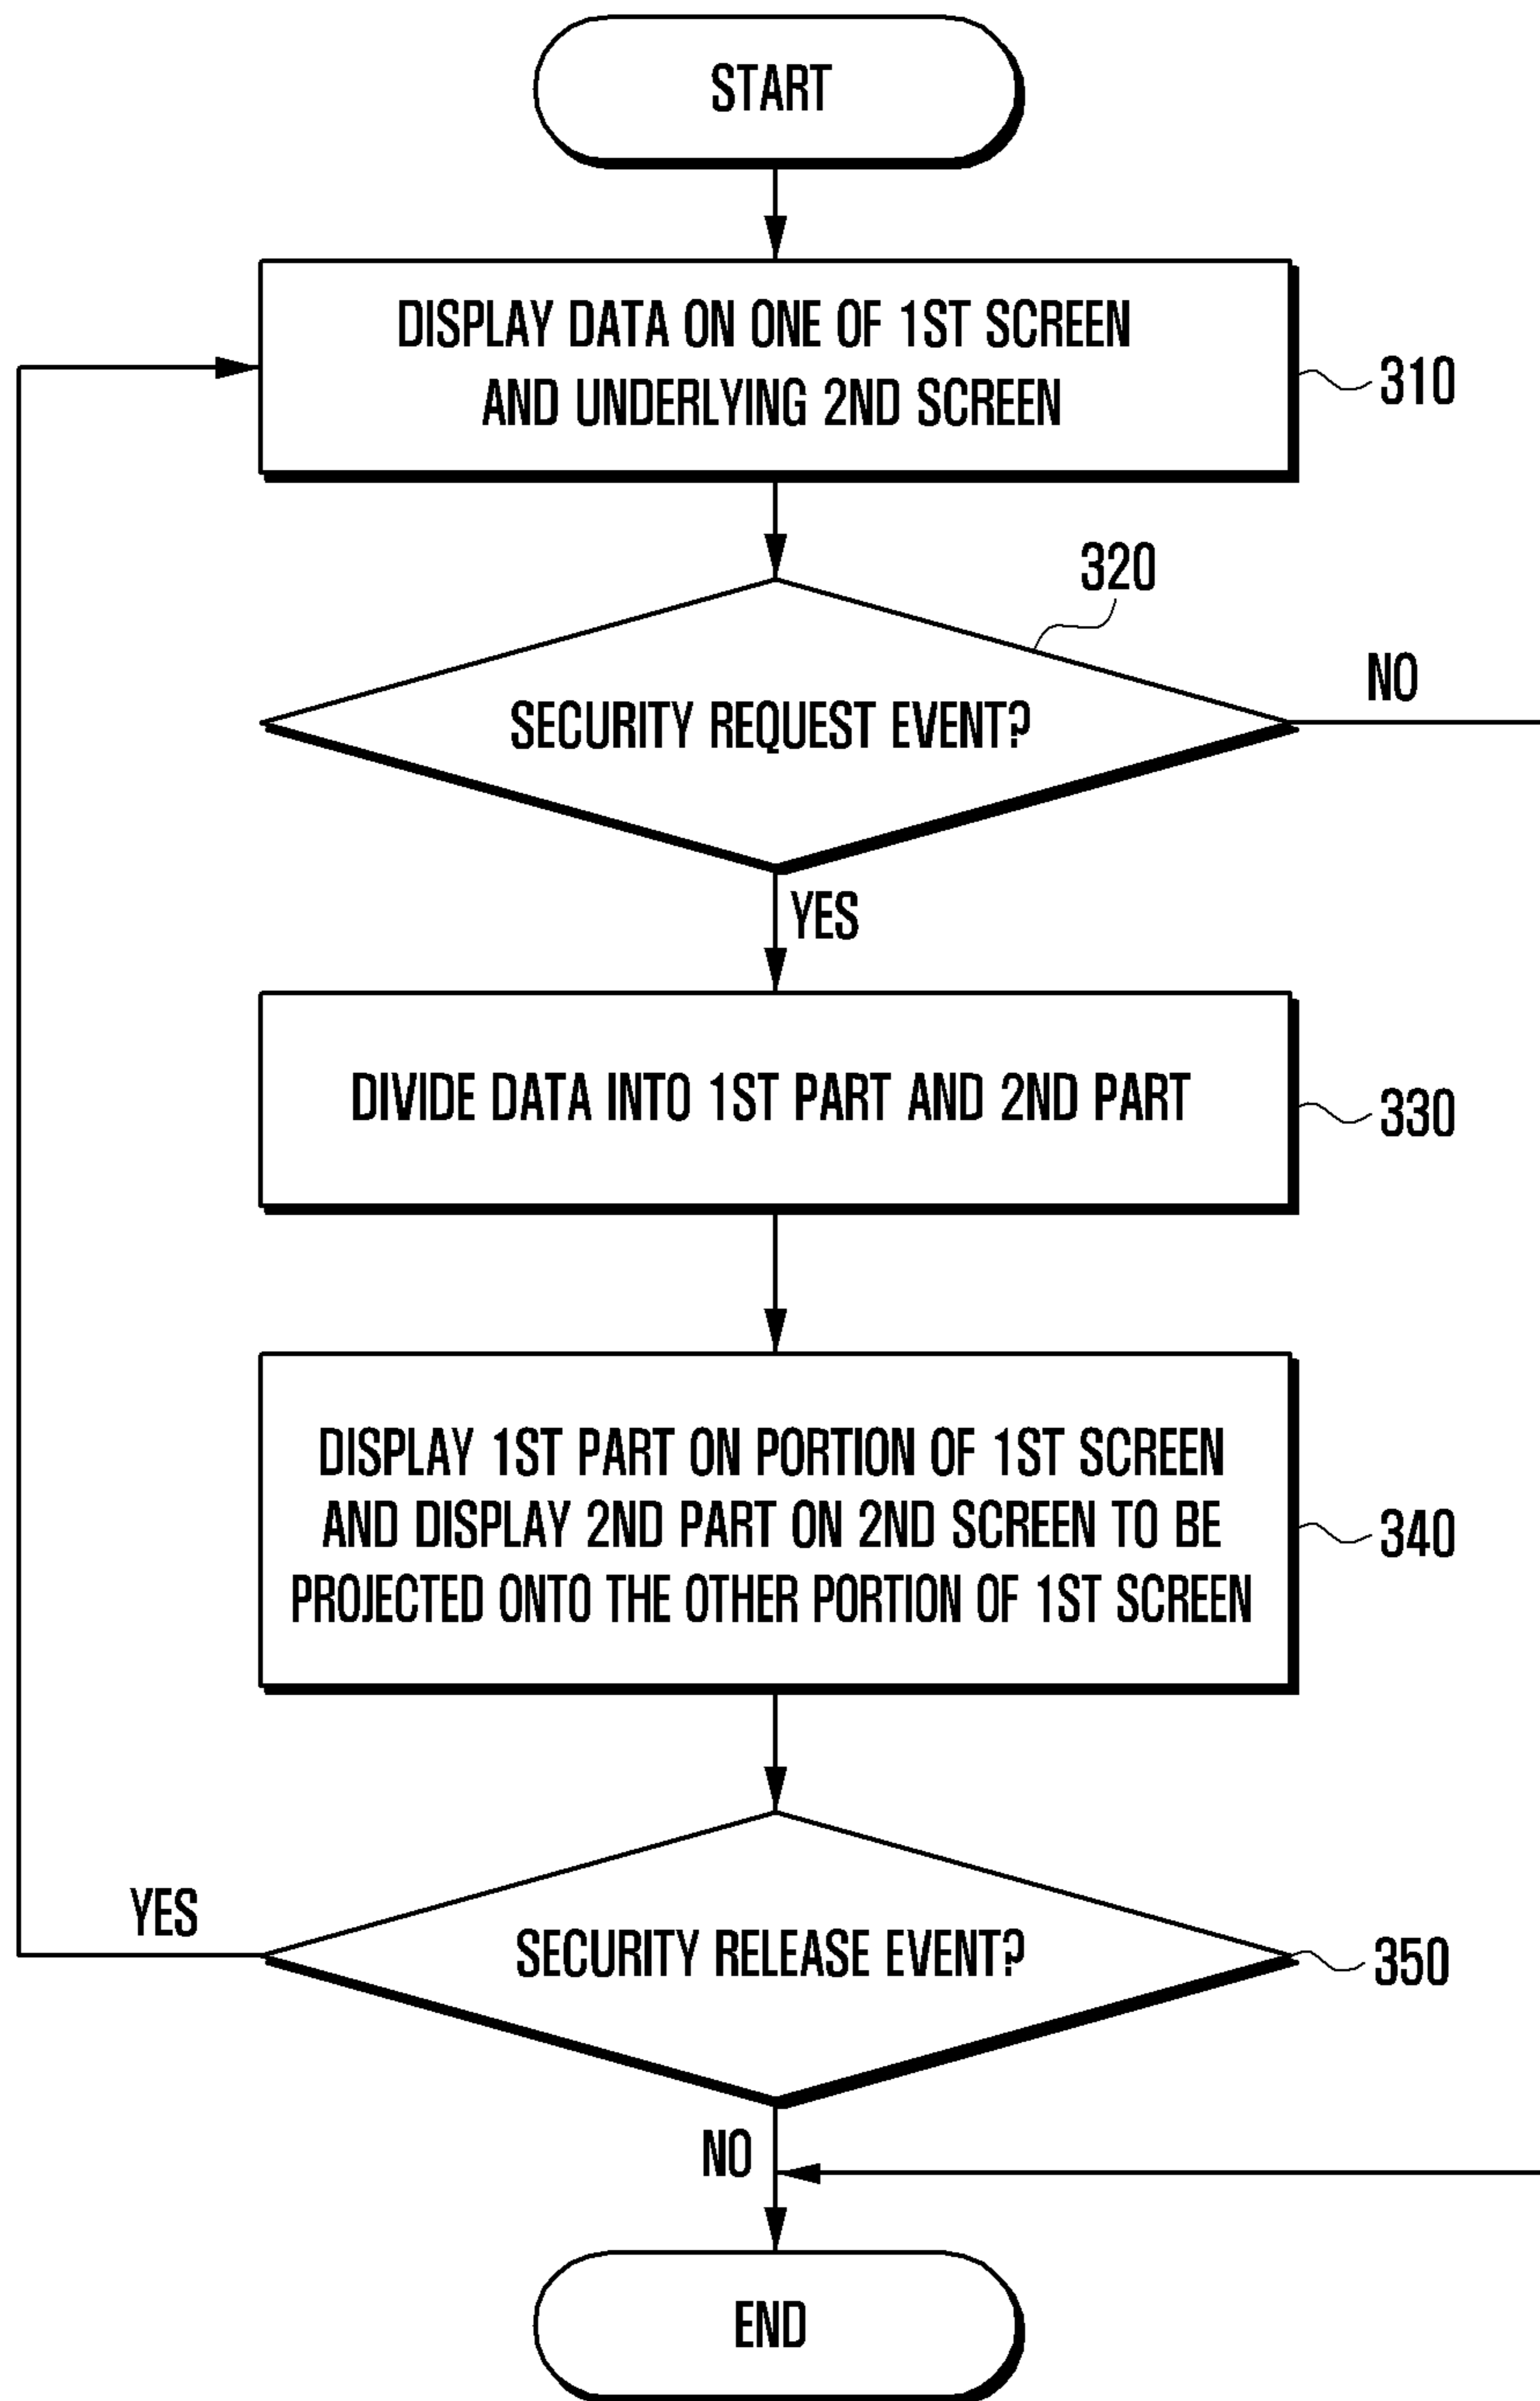 START
DISPLAY DATA ON ONE OF 1ST SCREEN
AND UNDERLYING 2ND SCREEN
310
320
SECURITY REQUEST EVENT?
NO
YES
DIVIDE DATA INTO 1ST PART AND 2ND PART
330
DISPLAY 1ST PART ON PORTION OF 1ST SCREEN
AND DISPLAY 2ND PART ON 2ND SCREEN TO BE
PROJECTED ONTO THE OTHER PORTION OF 1ST SCREEN
340
YES
SECURITY RELEASE EVENT?
350
NO
END